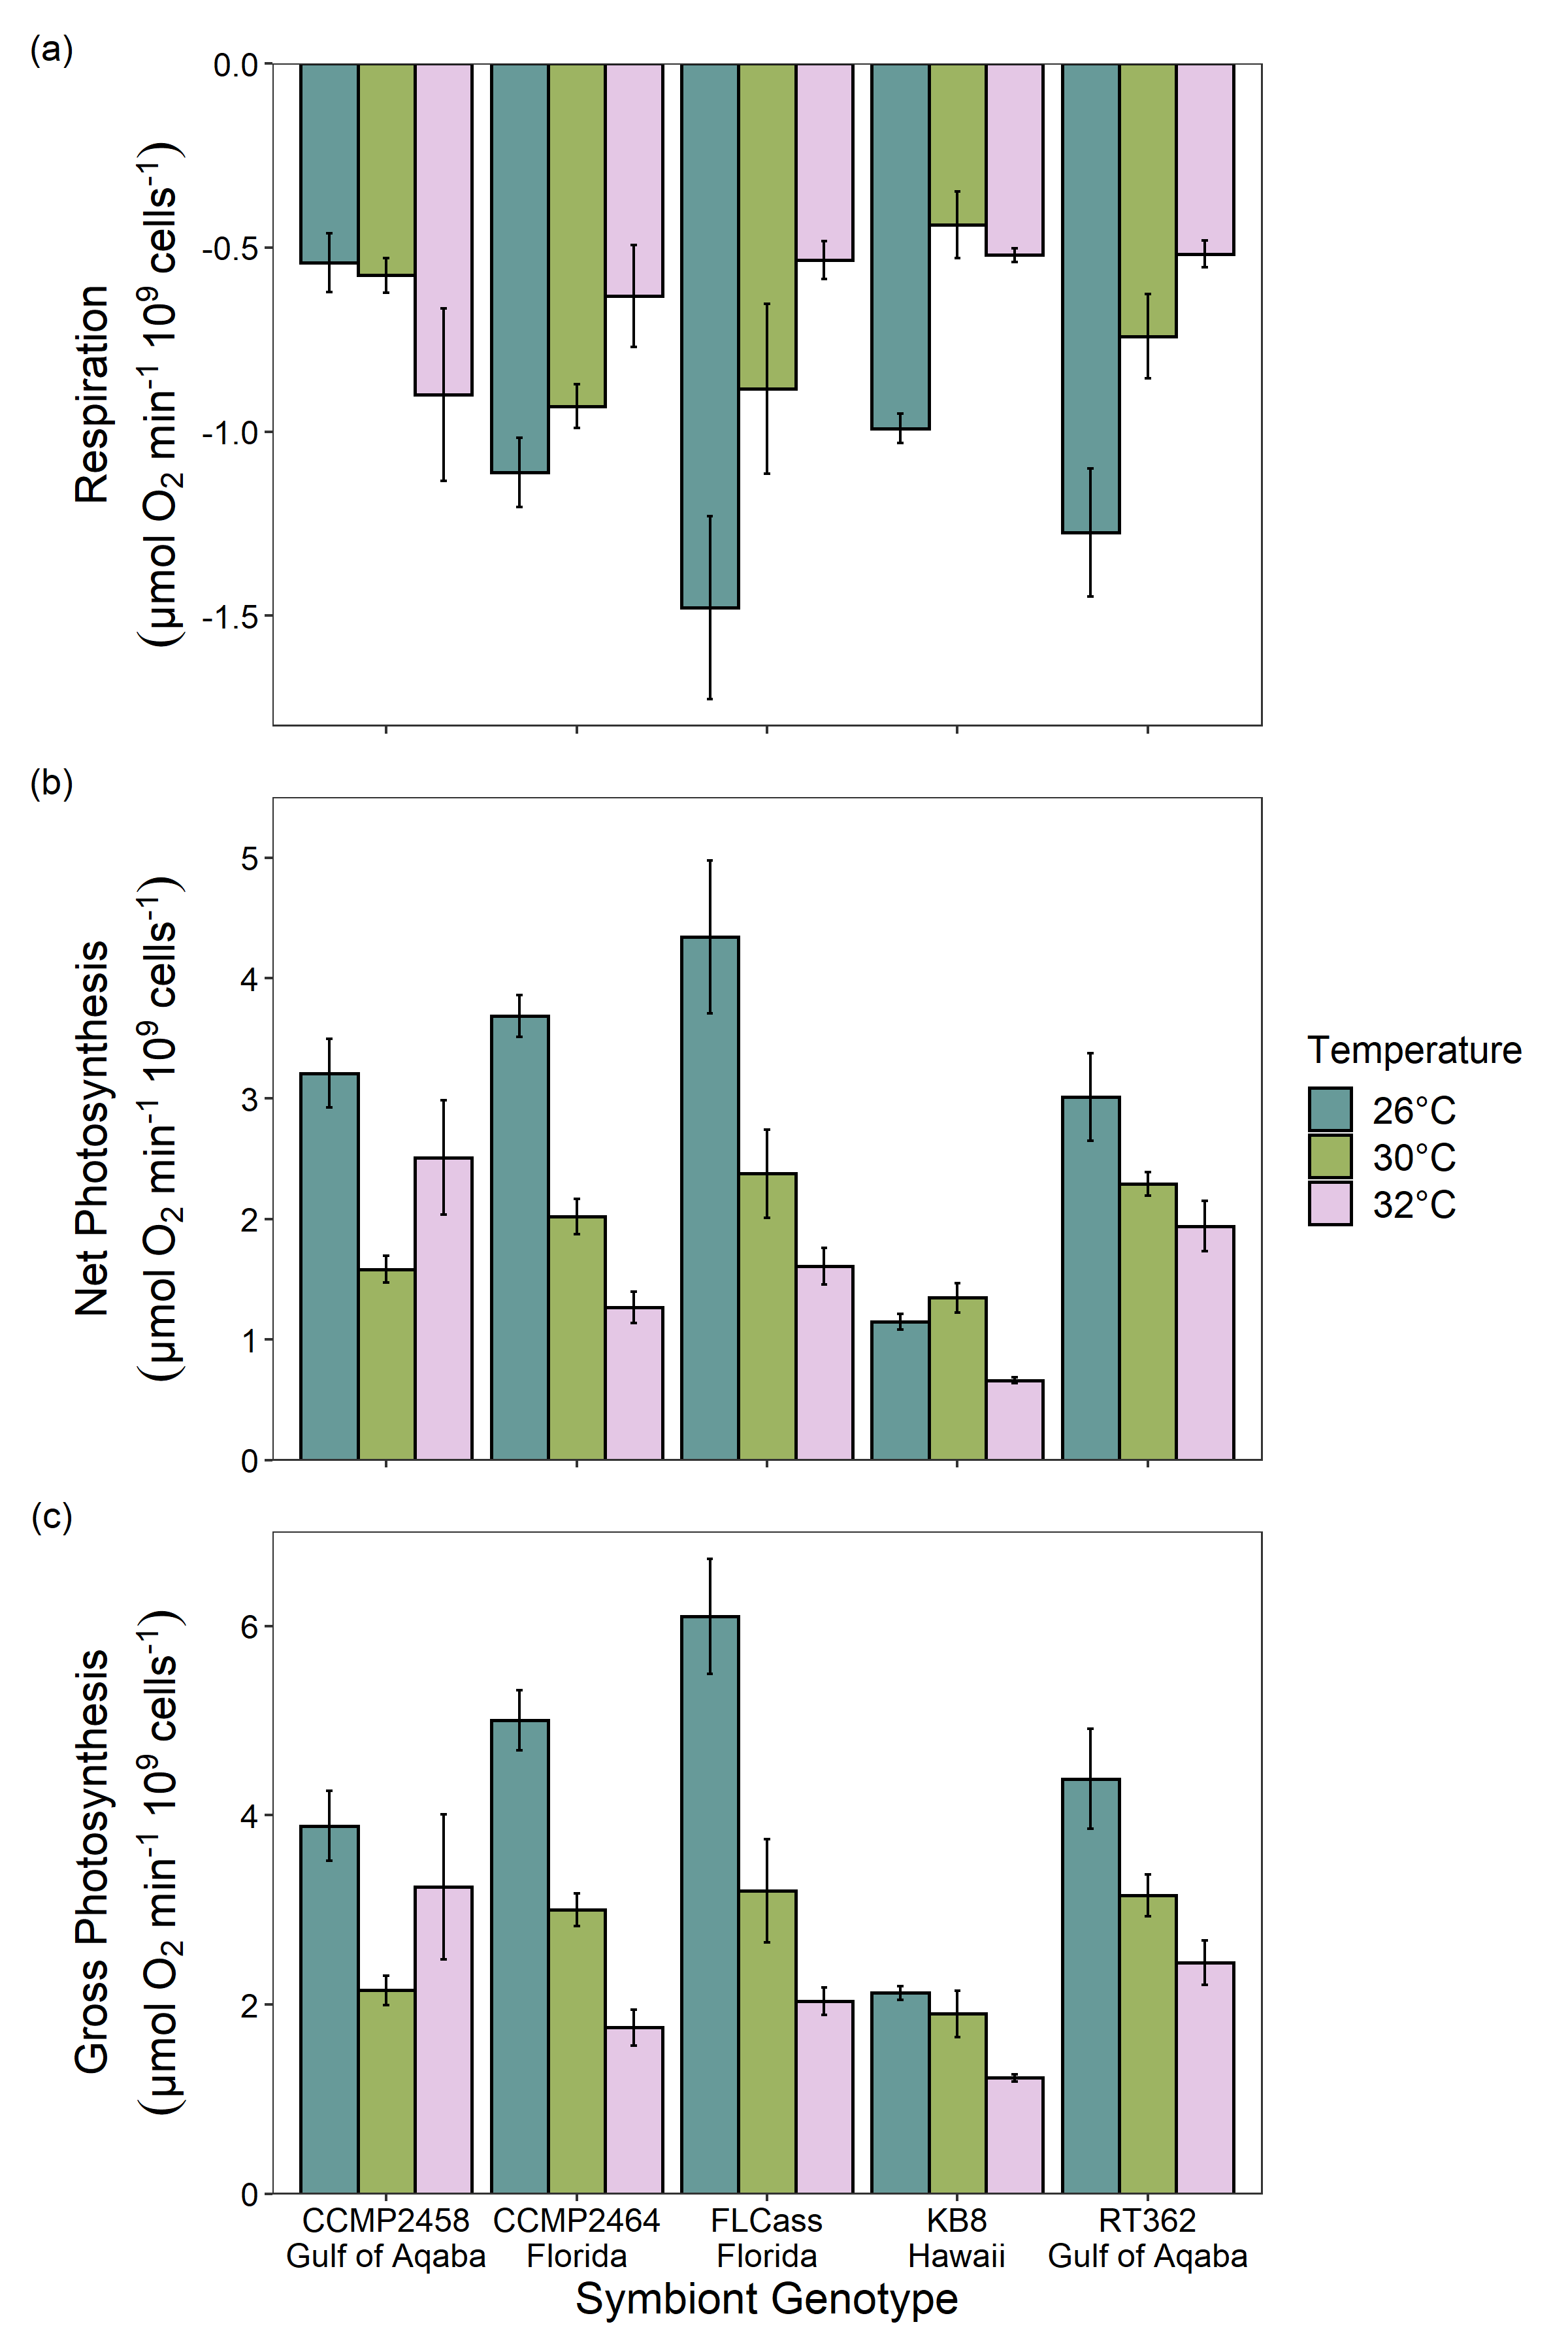 (a)
Respiration
(µmol O₂ min⁻¹ 10⁹ cells⁻¹)
0.0
-0.5
-1.0
-1.5
(b)
Net Photosynthesis
(µmol O₂ min⁻¹ 10⁹ cells⁻¹)
5
4
3
2
1
0
Temperature
26°C
30°C
32°C
(c)
Gross Photosynthesis
(µmol O₂ min⁻¹ 10⁹ cells⁻¹)
6
4
2
0
CCMP2458 CCMP2464 FLCass KB8 RT362
Gulf of Aqaba Florida Florida Hawaii Gulf of Aqaba
Symbiont Genotype